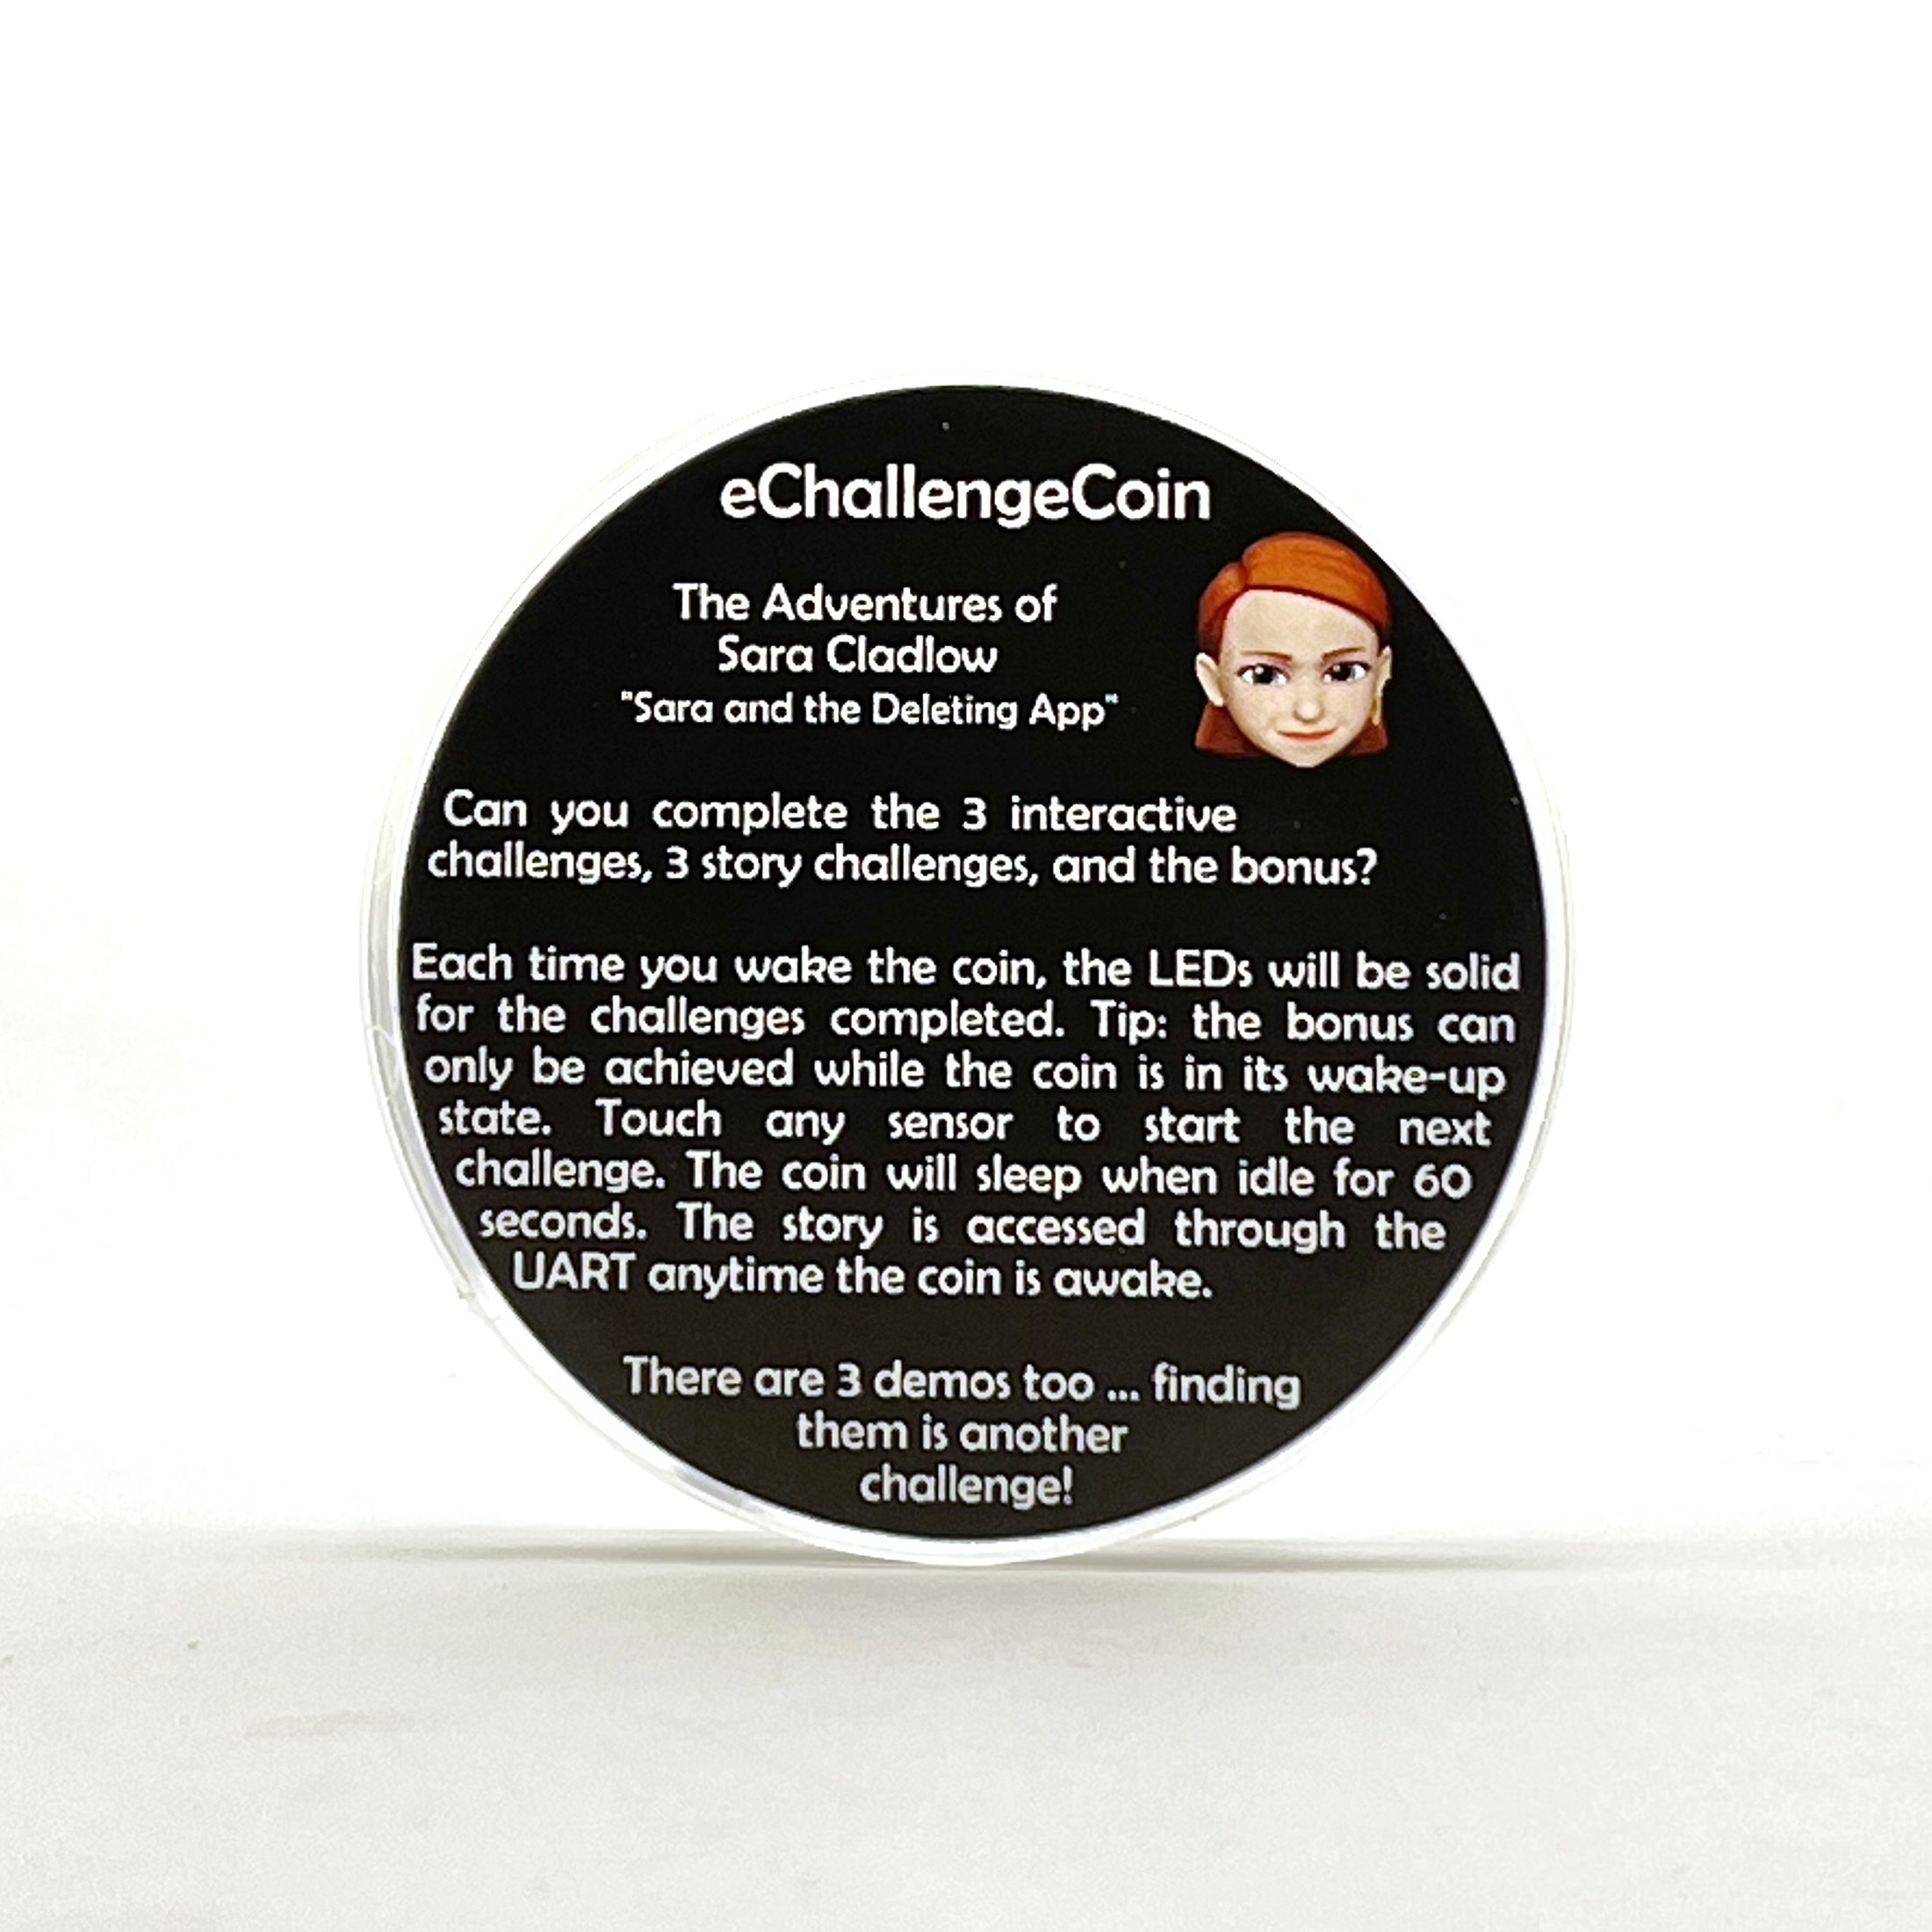 eChallengeCoin
The Adventures of
Sara Cladlow
"Sara and the Deleting App"
Can you complete the 3 interactive
challenges, 3 story challenges, and the bonus?
Each time you wake the coin, the LEDs will be solid
for the challenges completed. Tip: the bonus can
only be achieved while the coin is in its wake-up
state. Touch any sensor to start the next
challenge. The coin will sleep when idle for 60
seconds. The story is accessed through the
UART anytime the coin is awake.
There are 3 demos too ... finding
them is another
challenge!